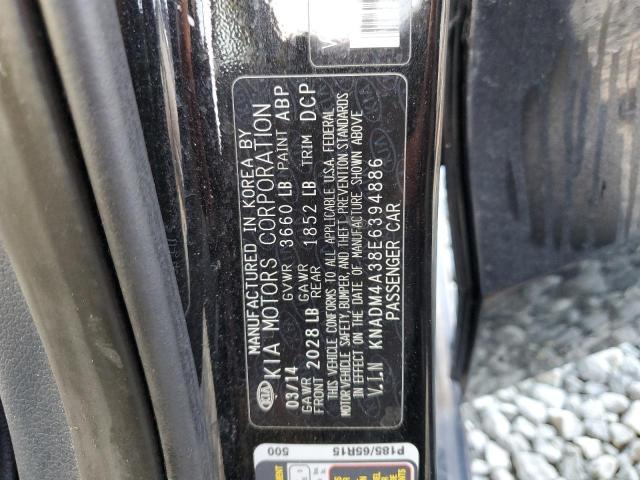 MANUFACTURED IN KOREA BY
KIA KIA MOTORS CORPORATION
03/14 GVWR 3660 LB PAINT ABP
GAWR FRONT 2028 LB GAWR REAR 1852 LB TRIM DCP
THIS VEHICLE CONFORMS TO ALL APPLICABLE U.S.A. FEDERAL
MOTOR VEHICLE SAFETY, BUMPER, AND THEFT PREVENTION STANDARDS
IN EFFECT ON THE DATE OF MANUFACTURE SHOWN ABOVE
V.I.N KNADM4A38E6394886
PASSENGER CAR
P185/65R15
500